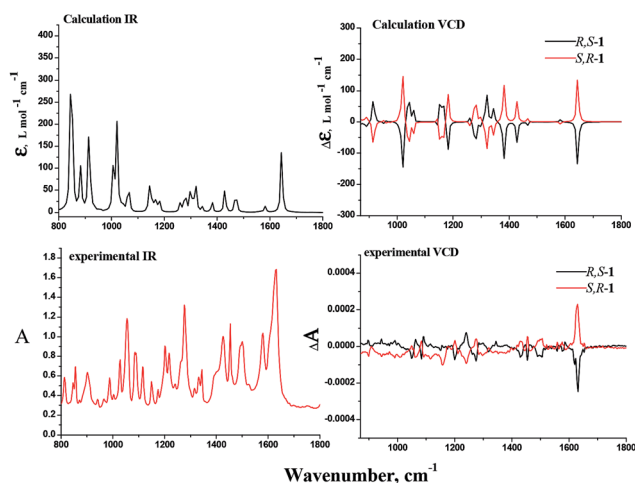 Calculation IR
Calculation VCD
ε, L mol⁻¹ cm⁻¹
400
350
300
250
200
150
100
50
0
800 1000 1200 1400 1600 1800
Δε, L mol⁻¹ cm⁻¹
300
200
100
0
-100
-200
-300
R,S-1
S,R-1
1000 1200 1400 1600 1800
experimental IR
experimental VCD
A
1.8
1.6
1.4
1.2
1.0
0.8
0.6
0.4
0.2
0.0
800 1000 1200 1400 1600 1800
ΔA
0.0004
0.0002
0.0000
-0.0002
-0.0004
R,S-1
S,R-1
1000 1200 1400 1600 1800
Wavenumber, cm⁻¹